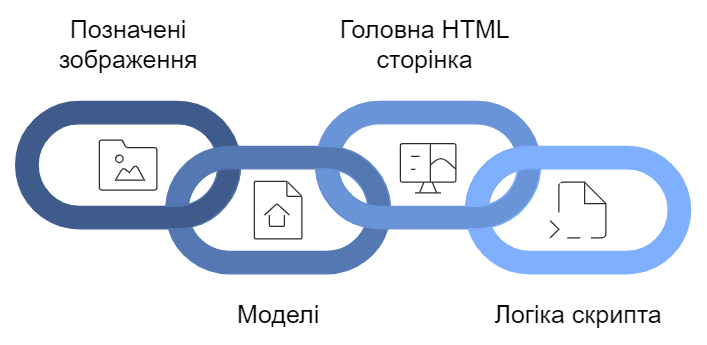 Позначені
зображення
Головна HTML
сторінка
Моделі
Логіка скрипта